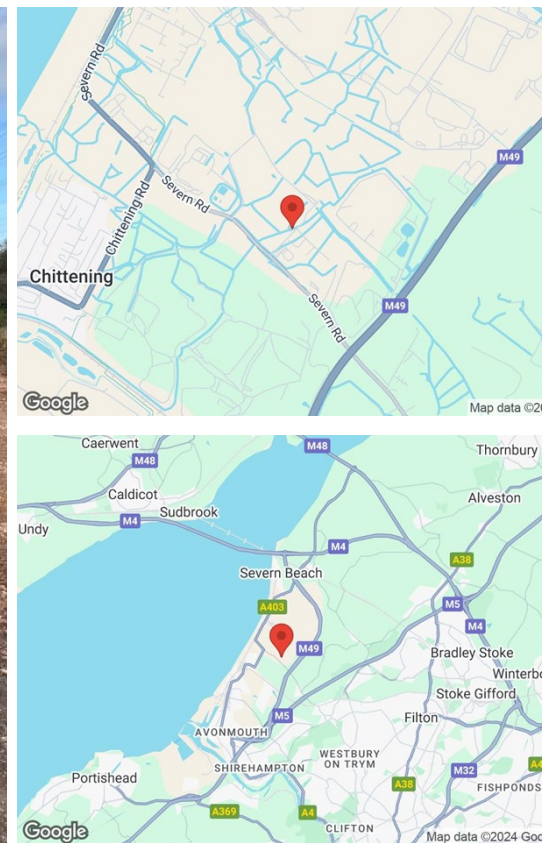 Severn Rd
M49
Severn Rd
Chittening Rd
Chittening
Severn Rd
M49
Google
Map data ©20
Caerwent
M48
M48
Thornbury
Caldicot
Alveston
Undy
M4
Sudbrook
M4
A38
Severn Beach
M5
A403
M4
M49
Bradley Stoke
Winterbo
Stoke Gifford
M5
Filton
AVONMOUTH
WESTBURY
ON TRYM
SHIREHAMPTON
M32
A4
Portishead
A38
FISHPONDS
A369
A4
CLIFTON
Google
Map data ©2024 Goo